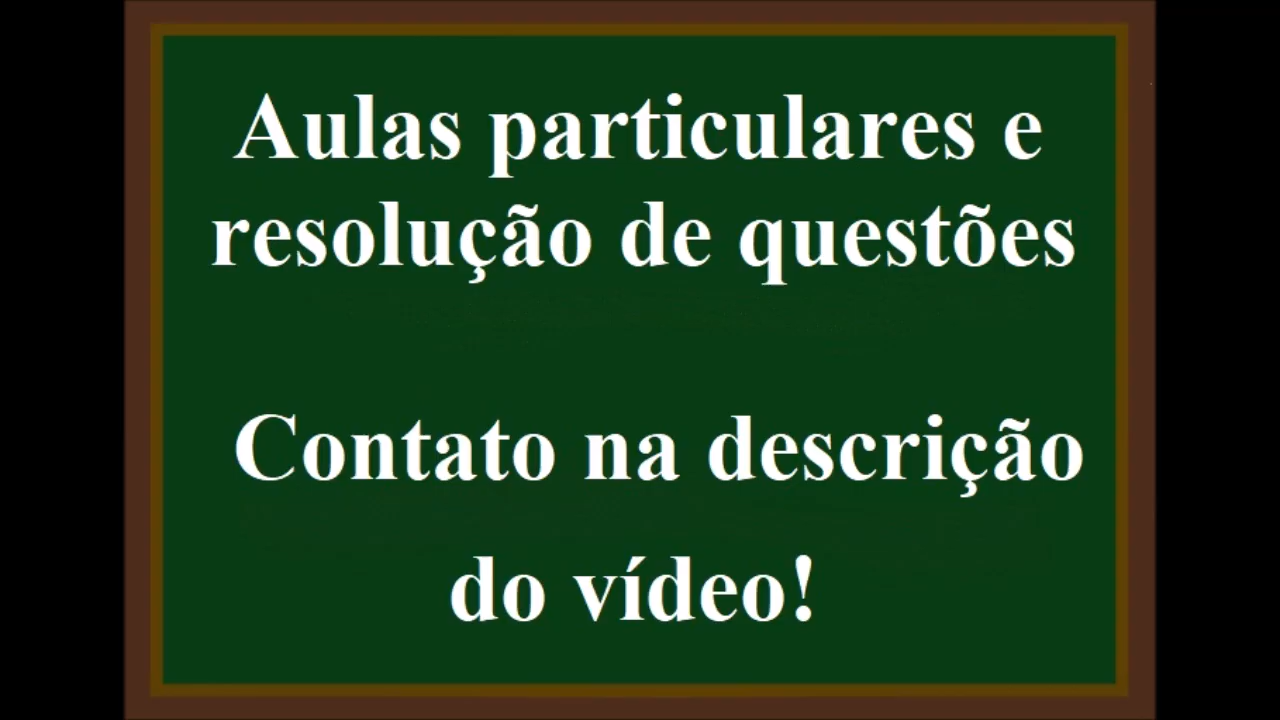 Aulas particulares e
resolução de questões
Contato na descrição
do vídeo!